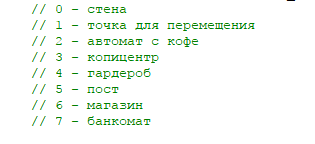 // 0 - стена
// 1 - точка для перемещения
// 2 - автомат с кофе
// 3 - копицентр
// 4 - гардероб
// 5 - пост
// 6 - магазин
// 7 - банкомат